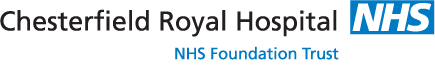 Chesterfield Royal Hospital NHS
NHS Foundation Trust